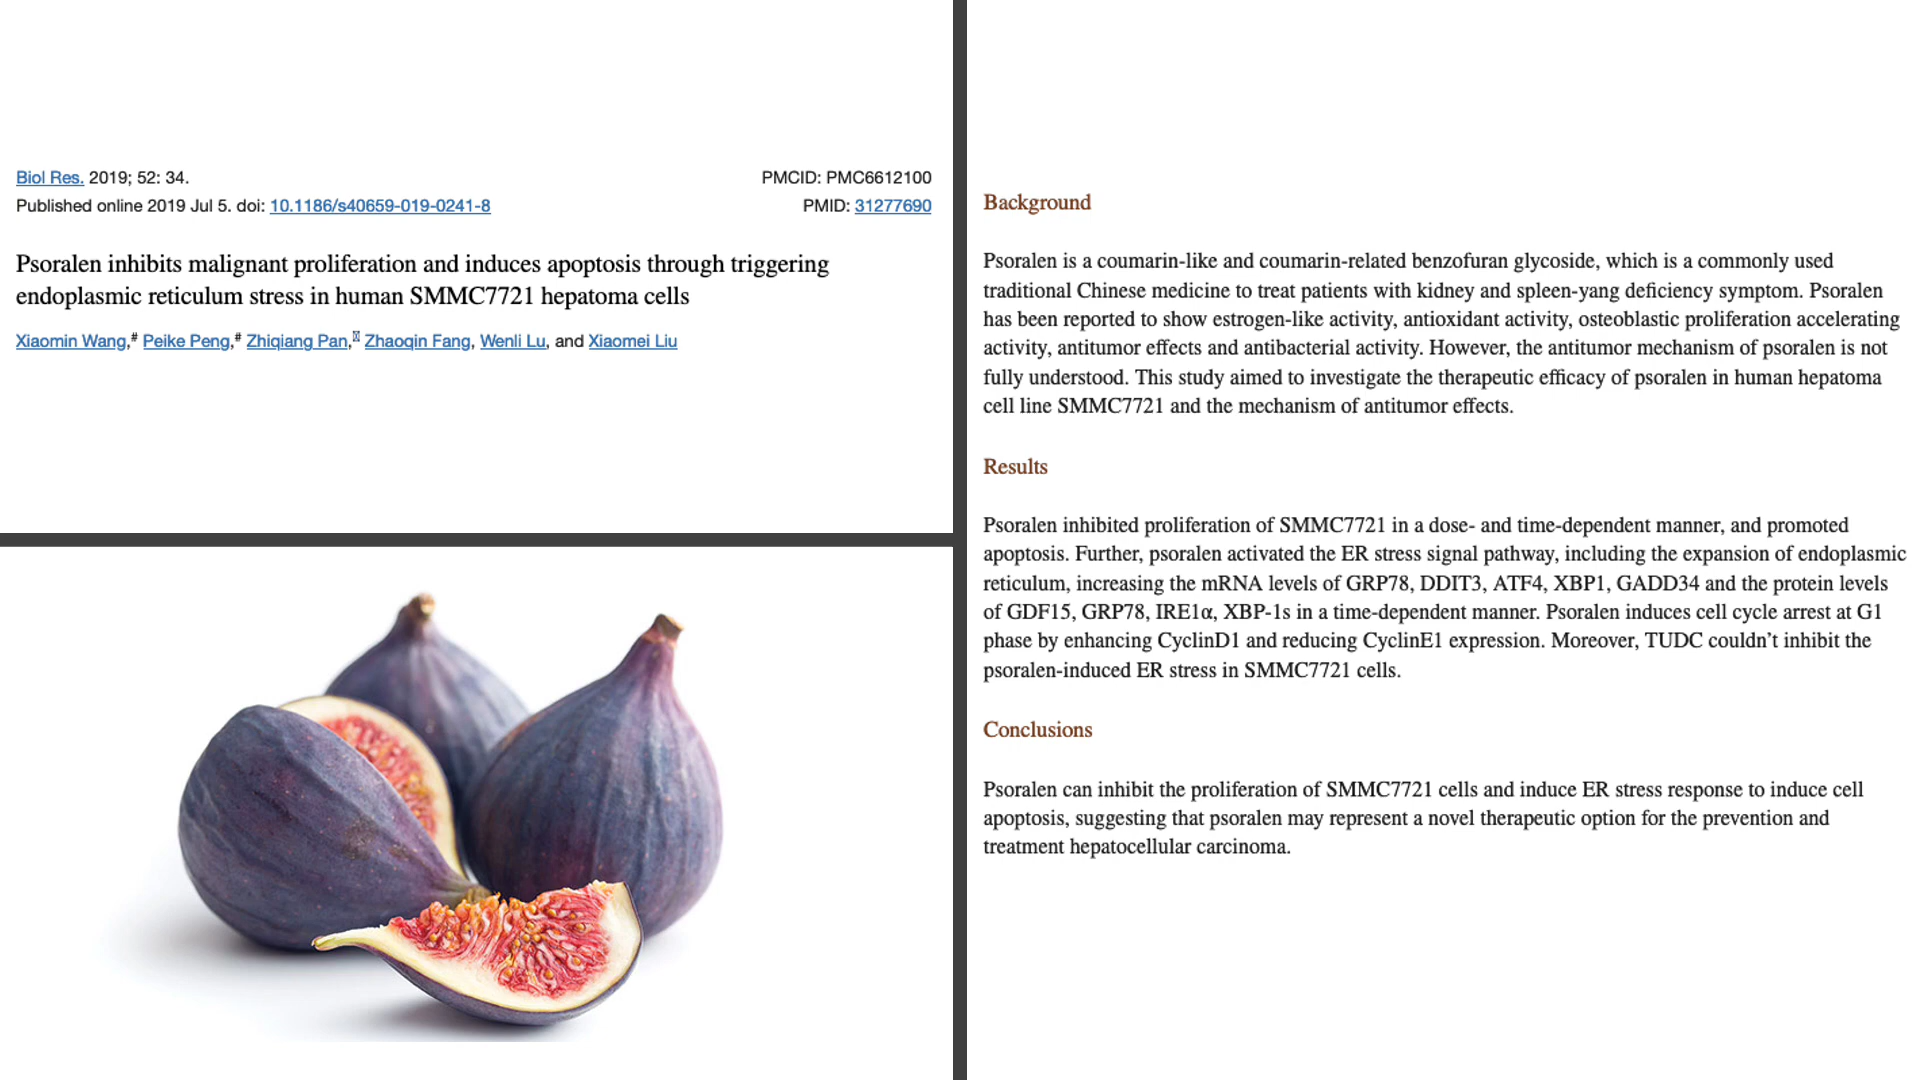 Biol Res. 2019; 52: 34.
PMCID: PMC6612100
Published online 2019 Jul 5. doi: 10.1186/s40659-019-0241-8
PMID: 31277690
Psoralen inhibits malignant proliferation and induces apoptosis through triggering
endoplasmic reticulum stress in human SMMC7721 hepatoma cells
Xiaomin Wang,# Peike Peng,# Zhiqiang Pan, Zhaoqin Fang, Wenli Lu, and Xiaomei Liu
Background
Psoralen is a coumarin-like and coumarin-related benzofuran glycoside, which is a commonly used
traditional Chinese medicine to treat patients with kidney and spleen-yang deficiency symptom. Psoralen
has been reported to show estrogen-like activity, antioxidant activity, osteoblastic proliferation accelerating
activity, antitumor effects and antibacterial activity. However, the antitumor mechanism of psoralen is not
fully understood. This study aimed to investigate the therapeutic efficacy of psoralen in human hepatoma
cell line SMMC7721 and the mechanism of antitumor effects.
Results
Psoralen inhibited proliferation of SMMC7721 in a dose- and time-dependent manner, and promoted
apoptosis. Further, psoralen activated the ER stress signal pathway, including the expansion of endoplasmic
reticulum, increasing the mRNA levels of GRP78, DDIT3, ATF4, XBP1, GADD34 and the protein levels
of GDF15, GRP78, IRE1α, XBP-1s in a time-dependent manner. Psoralen induces cell cycle arrest at G1
phase by enhancing CyclinD1 and reducing CyclinE1 expression. Moreover, TUDC couldn’t inhibit the
psoralen-induced ER stress in SMMC7721 cells.
Conclusions
Psoralen can inhibit the proliferation of SMMC7721 cells and induce ER stress response to induce cell
apoptosis, suggesting that psoralen may represent a novel therapeutic option for the prevention and
treatment hepatocellular carcinoma.